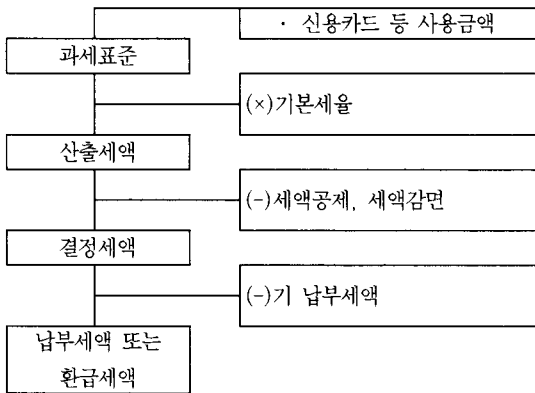 · 신용카드 등 사용금액
과세표준
(×)기본세율
산출세액
(-)세액공제, 세액감면
결정세액
(-)기 납부세액
납부세액 또는
환급세액